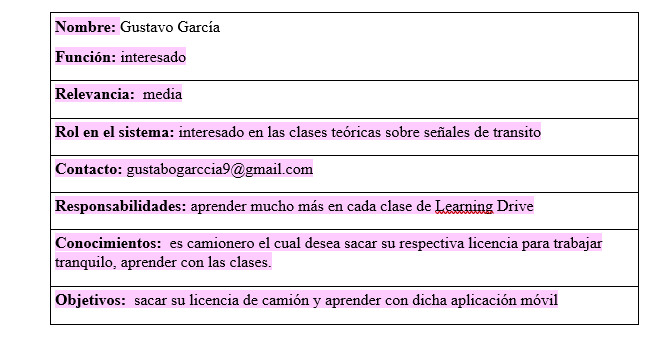 Nombre: Gustavo García
Función: interesado
Relevancia: media
Rol en el sistema: interesado en las clases teóricas sobre señales de transito
Contacto: gustabogarccia9@gmail.com
Responsabilidades: aprender mucho más en cada clase de Learning Drive
Conocimientos: es camionero el cual desea sacar su respectiva licencia para trabajar
tranquilo, aprender con las clases.
Objetivos: sacar su licencia de camión y aprender con dicha aplicación móvil